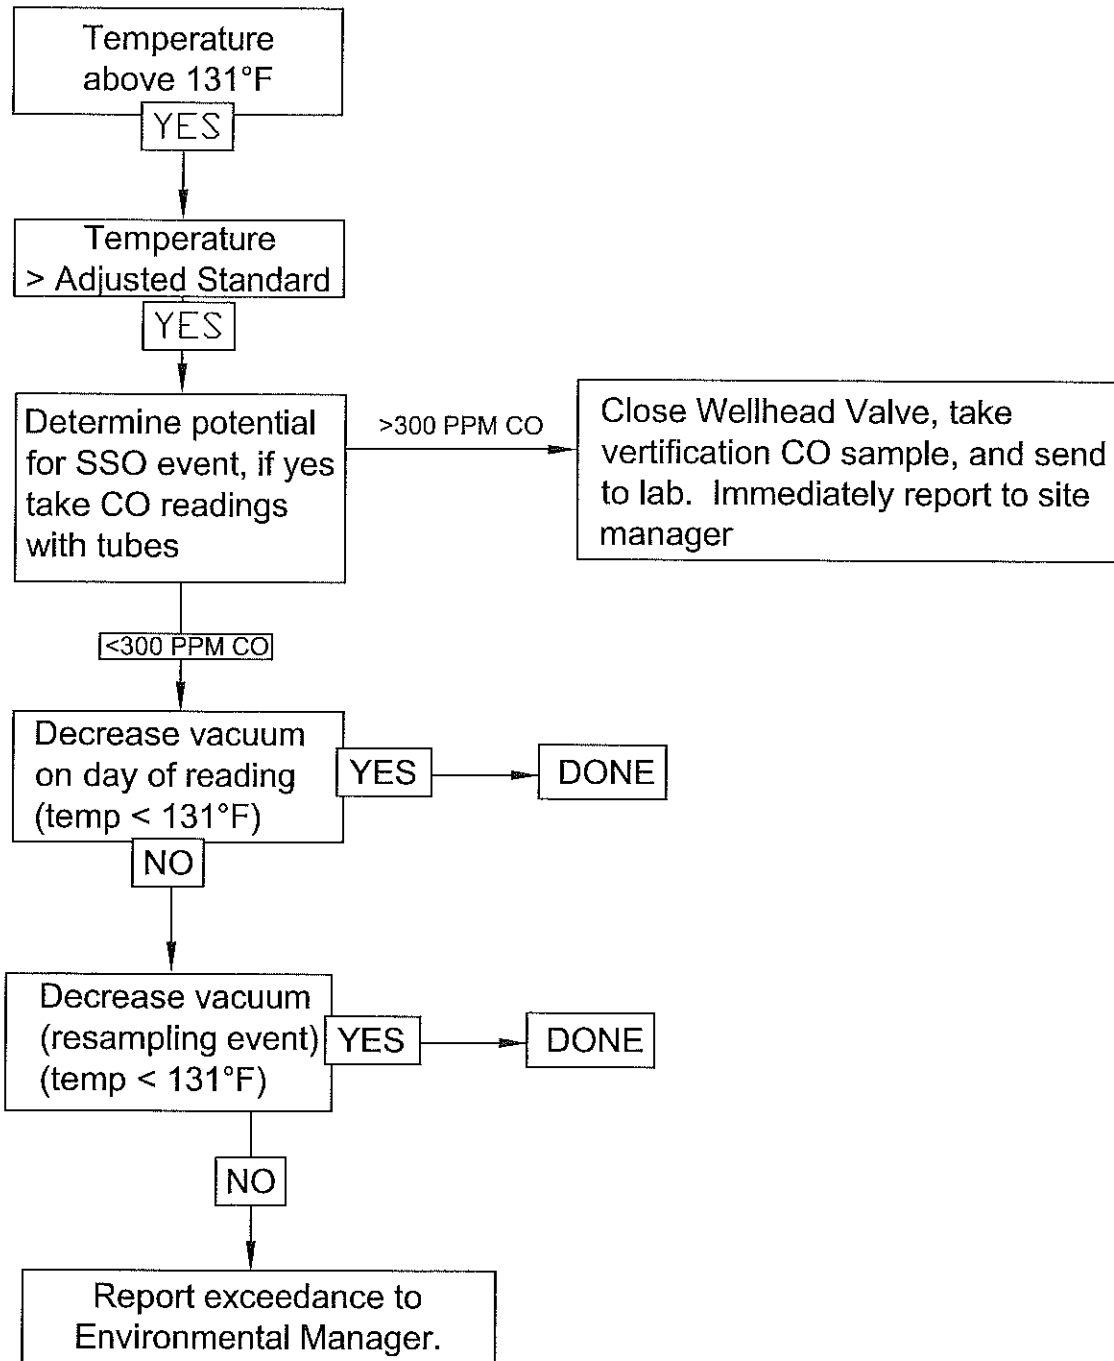 Temperature
above 131°F
YES
Temperature
> Adjusted Standard
YES
Determine potential
for SSO event, if yes
take CO readings
with tubes
>300 PPM CO
Close Wellhead Valve, take
vertification CO sample, and send
to lab.  Immediately report to site
manager
<300 PPM CO
Decrease vacuum
on day of reading
(temp < 131°F)
YES
DONE
NO
Decrease vacuum
(resampling event)
(temp < 131°F)
YES
DONE
NO
Report exceedance to
Environmental Manager.